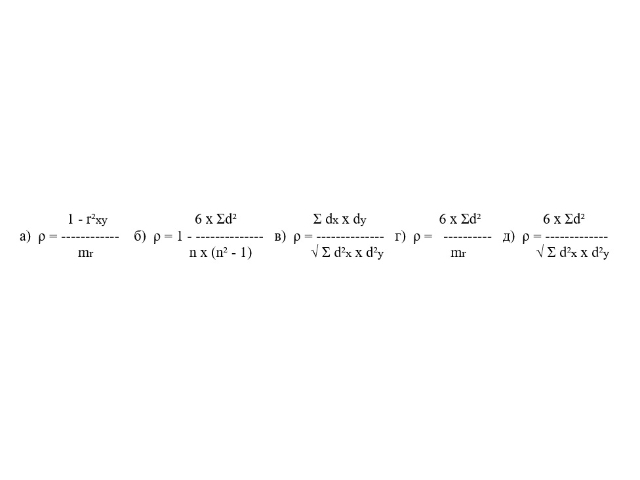 1 - r²xy 6 x Σd² Σ dx x dy 6 x Σd² 6 x Σd²
а) ρ = ------------ б) ρ = 1 - -------------- в) ρ = -------------- г) ρ = ---------- д) ρ = -------------
mr n x (n² - 1) √ Σ d²x x d²y mr √ Σ d²x x d²y